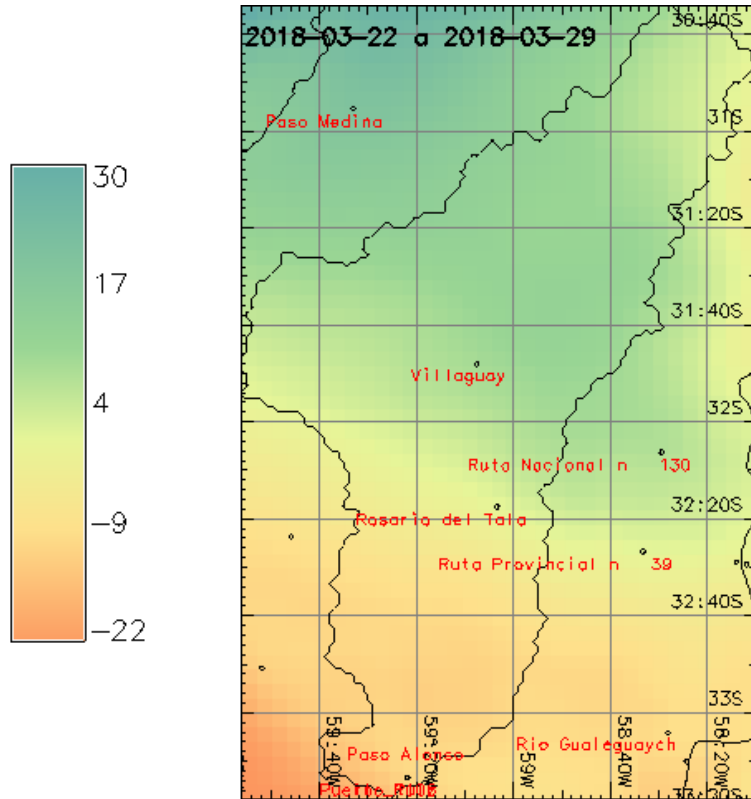 2018-03-22 a 2018-03-29
30:40S
Paso Medina
31S
30
31:20S
17
31:40S
Villaguay
4
32S
Ruta Nacional n 130
32:20S
Rosario del Tala
-9
Ruta Provincial n 39
32:40S
-22
33S
59:40W
59:20W
59W
58:40W
58:20W
Rio Gualeguaych
Paso Alonso
Puerto